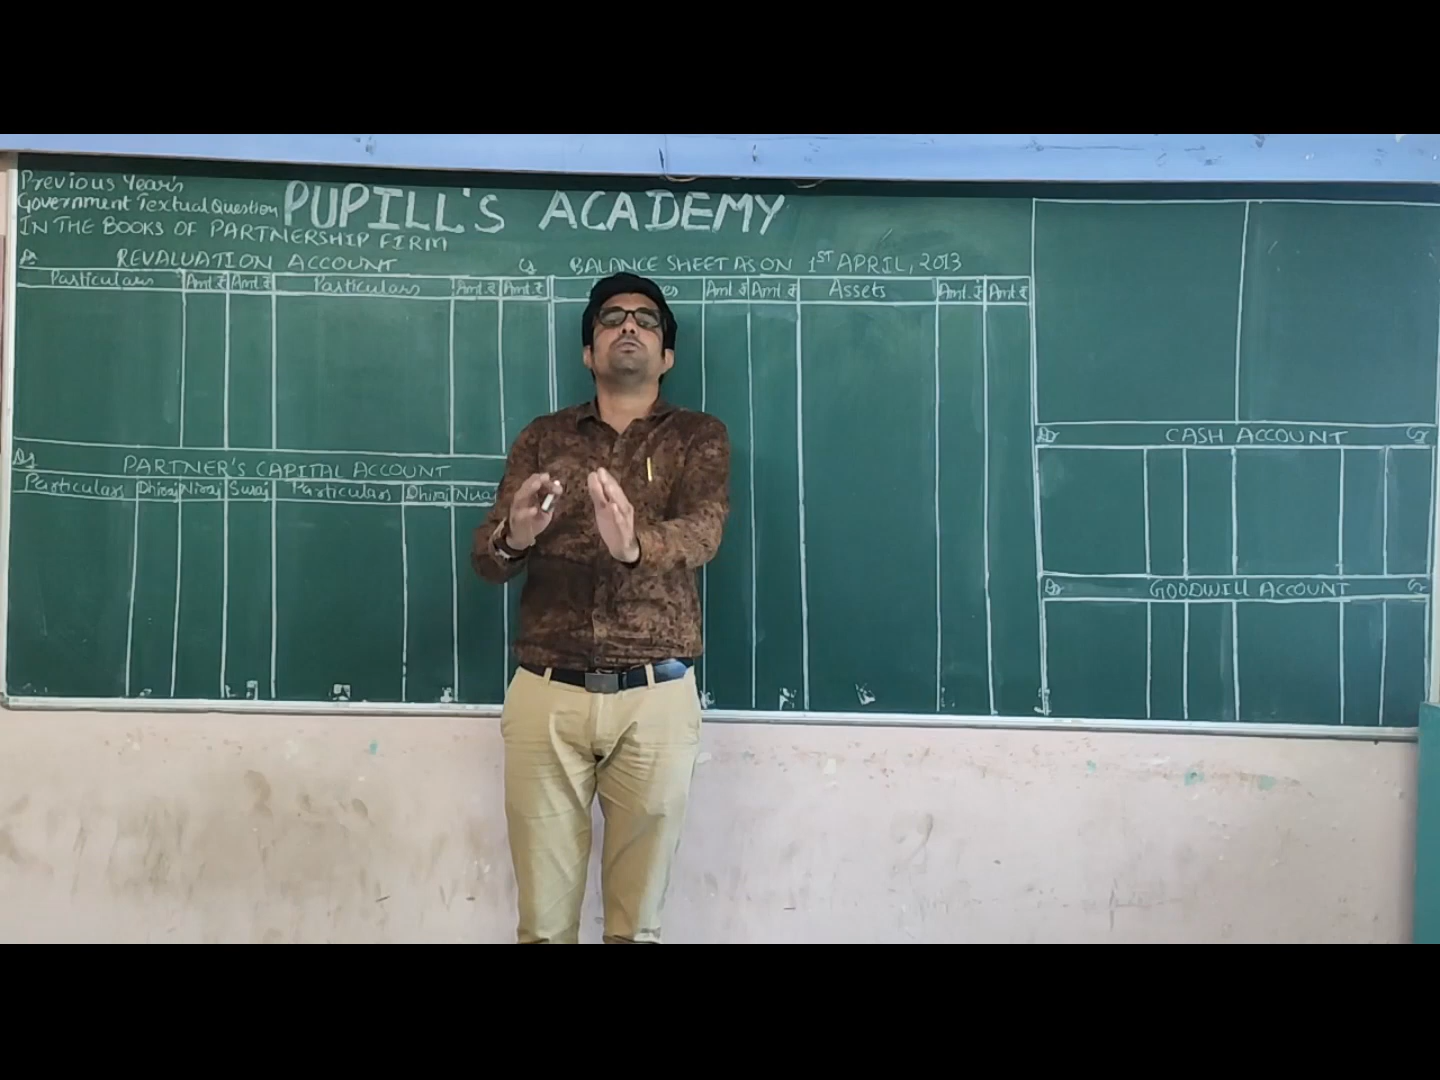 Previous Year's
Government Textual Question
PUPILL'S ACADEMY
IN THE BOOKS OF PARTNERSHIP FIRM
Dr REVALUATION ACCOUNT Cr
Particulars Amt.₹ Amt.₹ Particulars Amt.₹ Amt.₹
PARTNER'S CAPITAL ACCOUNT
Particulars Dhiraj Niraj Suraj Particulars Dhiraj Niraj
BALANCE SHEET AS ON 1ST APRIL, 2013
Amt.₹ Amt.₹ Assets Amt.₹ Amt.₹
Dr CASH ACCOUNT Cr
Dr GOODWILL ACCOUNT Cr